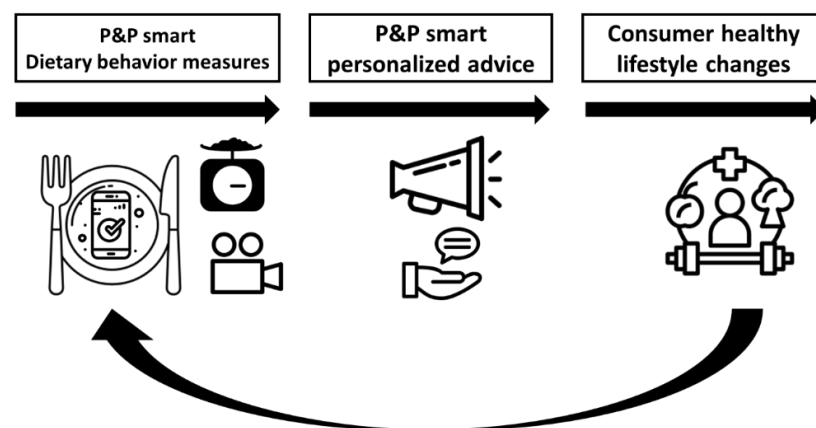 P&P smart
Dietary behavior measures
P&P smart
personalized advice
Consumer healthy
lifestyle changes